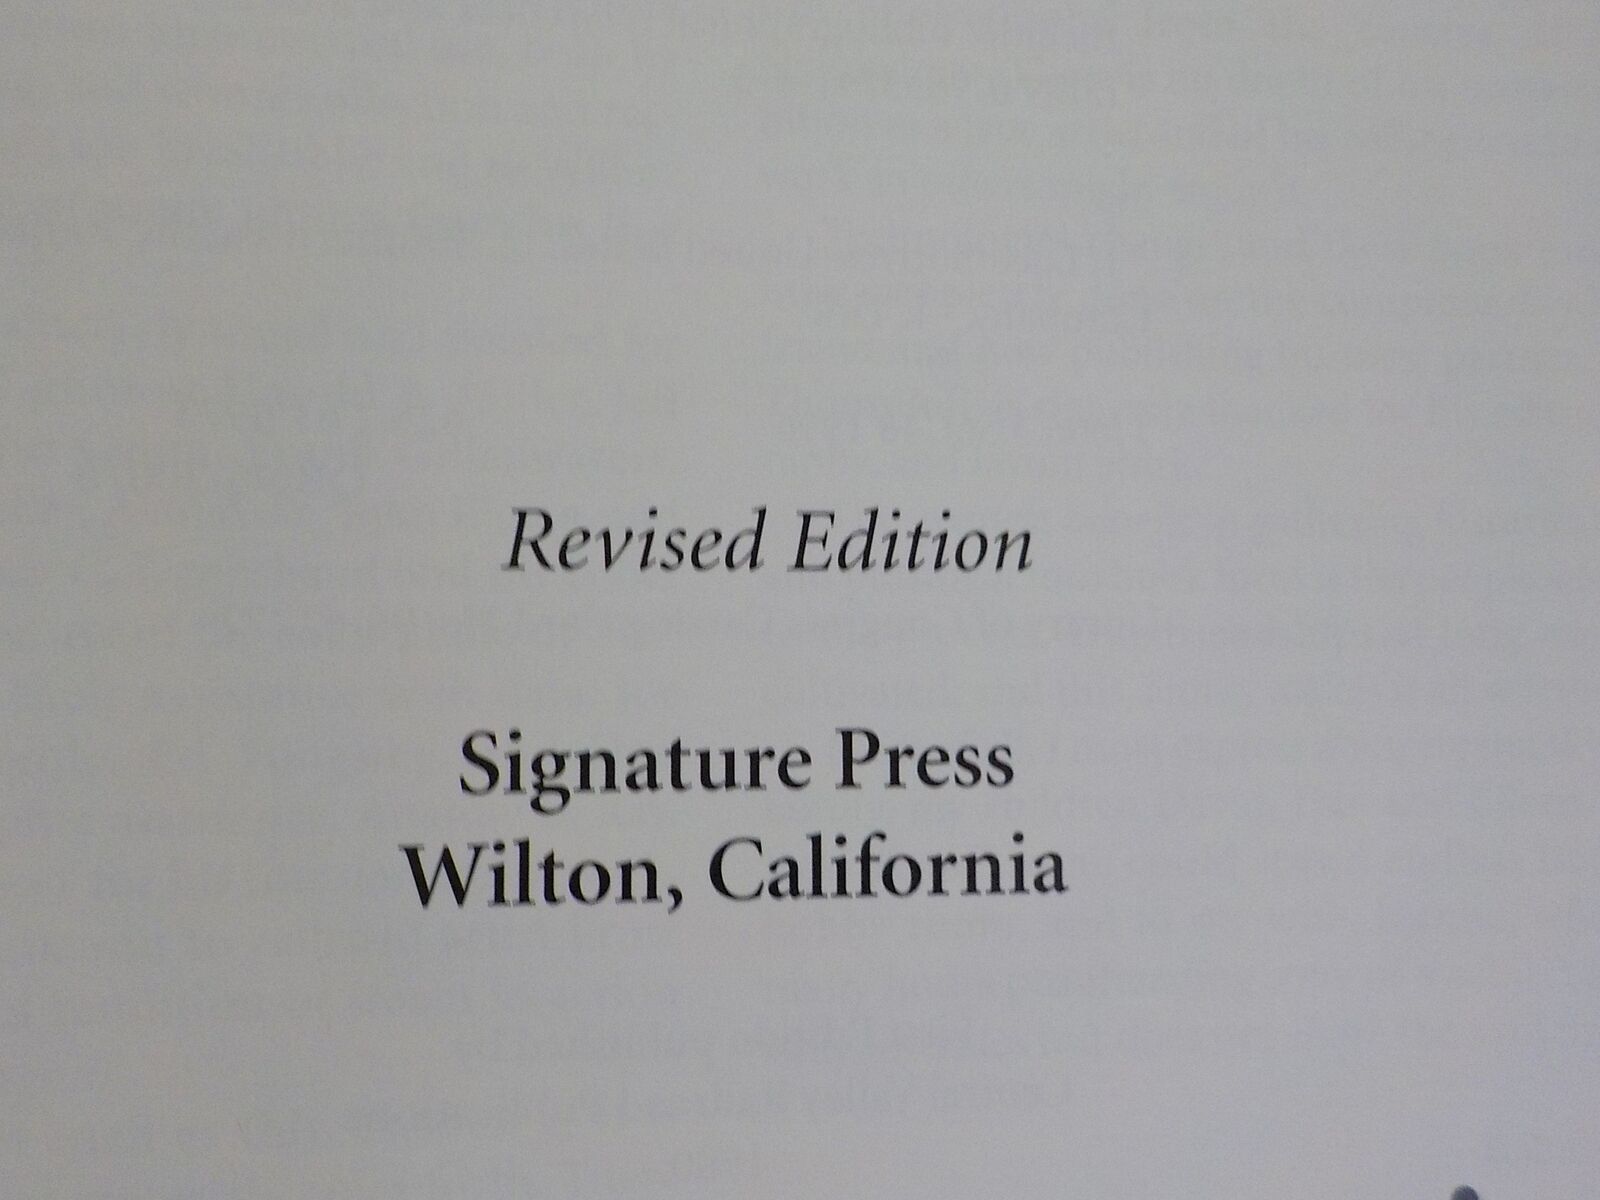 Revised Edition
Signature Press
Wilton, California